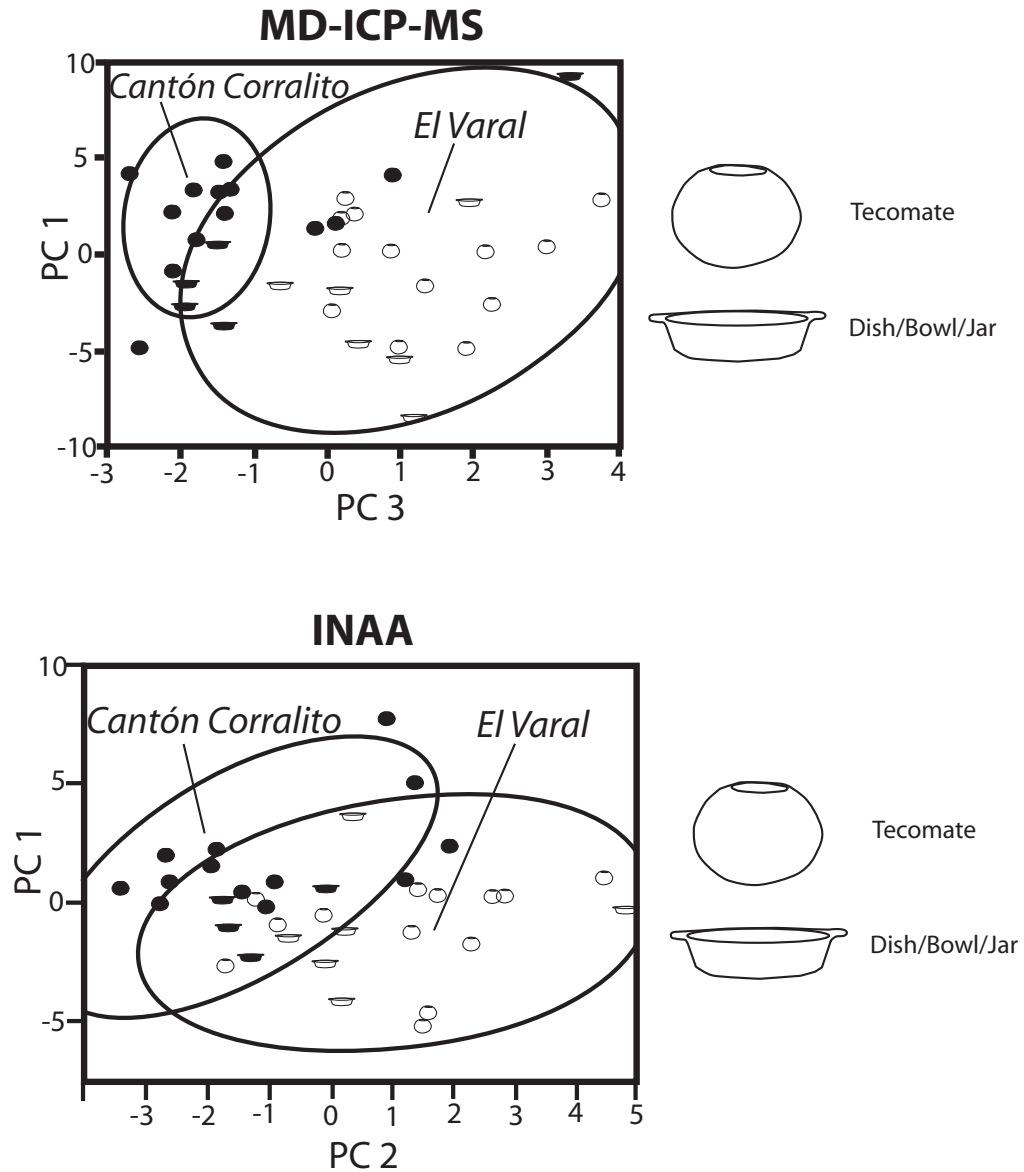 MD-ICP-MS
10
Cantón Corralito
El Varal
5
PC 1
0
-5
-10
-3 -2 -1 0 1 2 3 4
PC 3
Tecomate
Dish/Bowl/Jar
INAA
10
Cantón Corralito
El Varal
5
PC 1
0
-5
-3 -2 -1 0 1 2 3 4 5
PC 2
Tecomate
Dish/Bowl/Jar